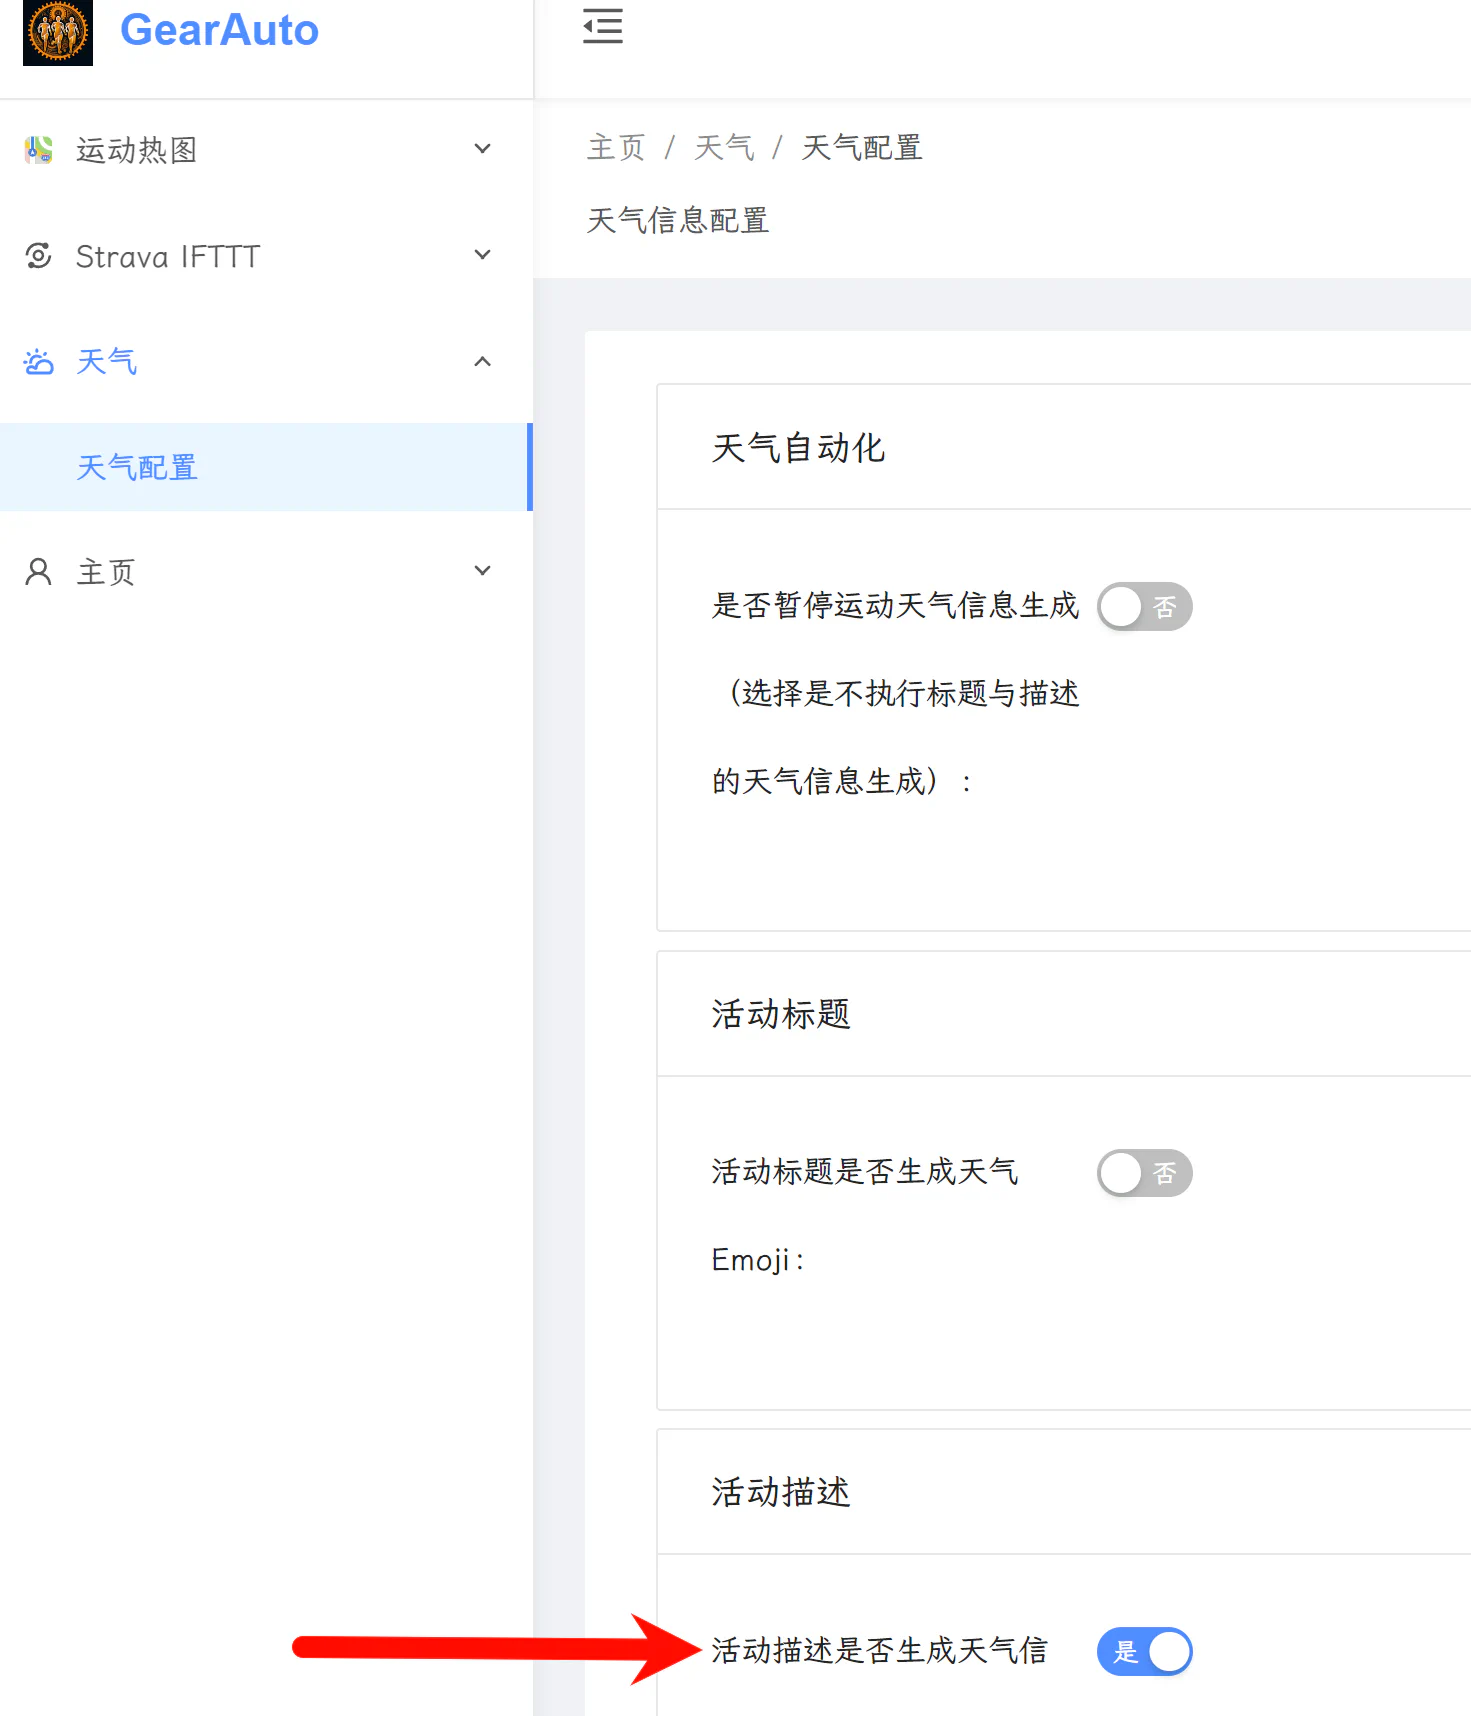 GearAuto
运动热图
Strava IFTTT
天气
天气配置
主页
主页 / 天气 / 天气配置
天气信息配置
天气自动化
是否暂停运动天气信息生成 否
（选择是不执行标题与描述
的天气信息生成）：
活动标题
活动标题是否生成天气 否
Emoji：
活动描述
活动描述是否生成天气信 是